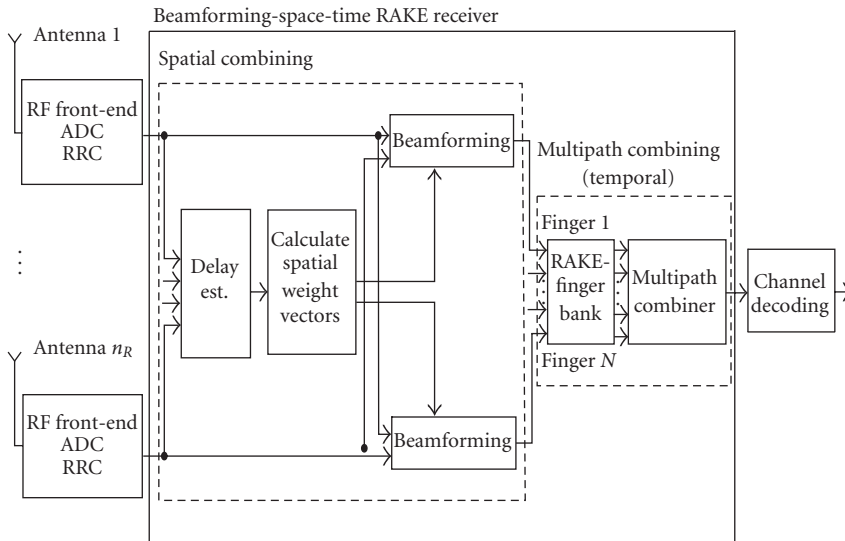 Beamforming-space-time RAKE receiver
Antenna 1
RF front-end
ADC
RRC
Spatial combining
Beamforming
Multipath combining
(temporal)
Delay
est.
Calculate
spatial
weight
vectors
Finger 1
RAKE-
finger
bank
Finger N
Multipath
combiner
Channel
decoding
Antenna n_R
RF front-end
ADC
RRC
Beamforming